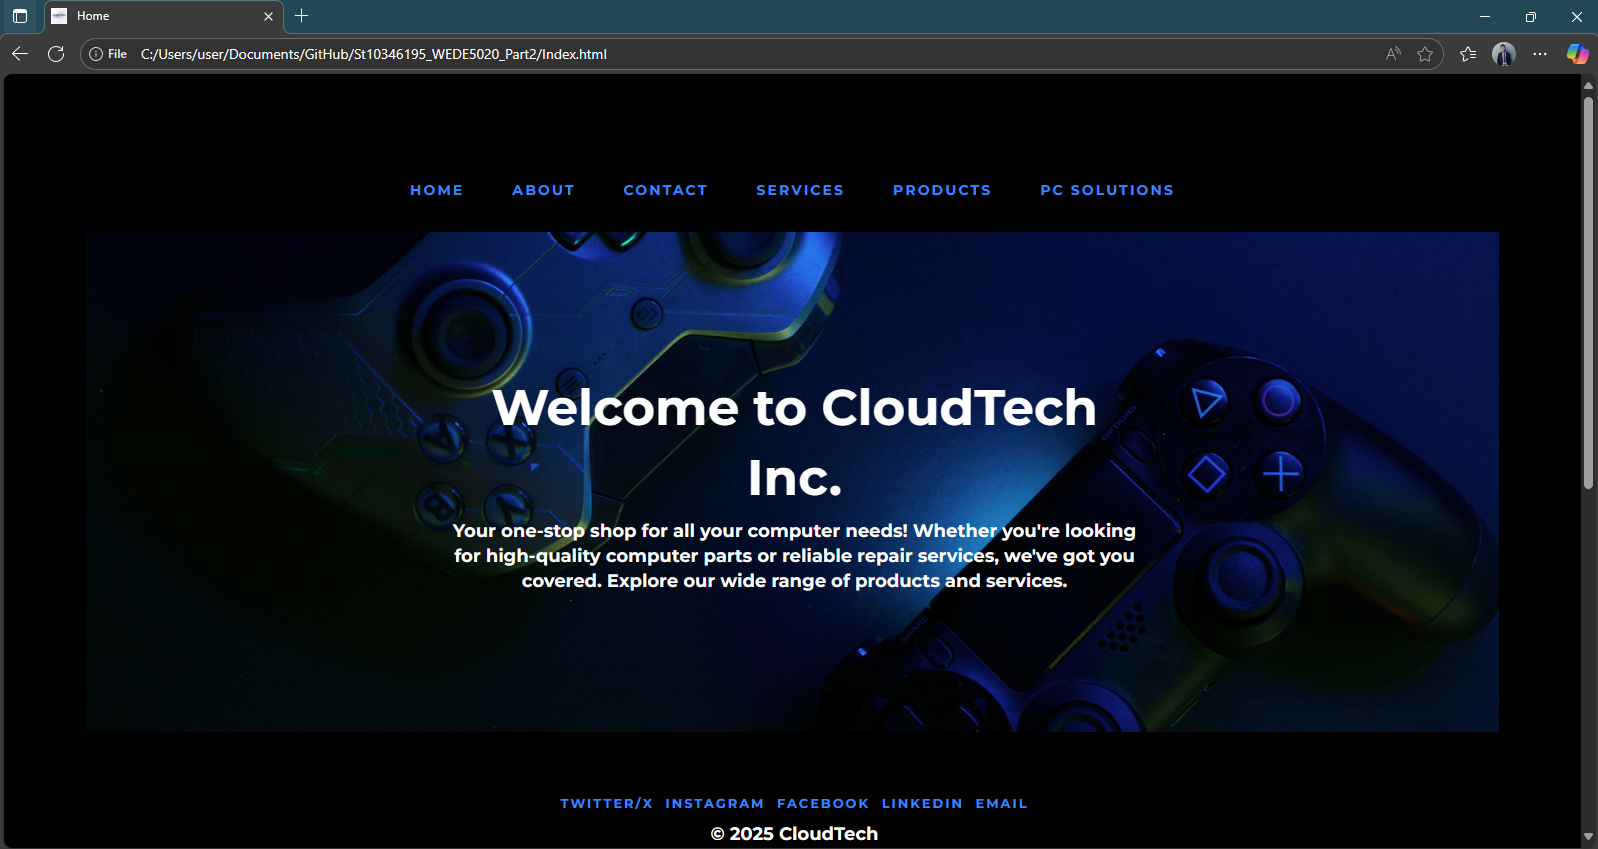 Home
File C:/Users/user/Documents/GitHub/St10346195_WEDE5020_Part2/Index.html
HOME ABOUT CONTACT SERVICES PRODUCTS PC SOLUTIONS
Welcome to CloudTech
Inc.
Your one-stop shop for all your computer needs! Whether you're looking
for high-quality computer parts or reliable repair services, we've got you
covered. Explore our wide range of products and services.
OPTIONS
SHARE
TWITTER/X INSTAGRAM FACEBOOK LINKEDIN EMAIL
© 2025 CloudTech